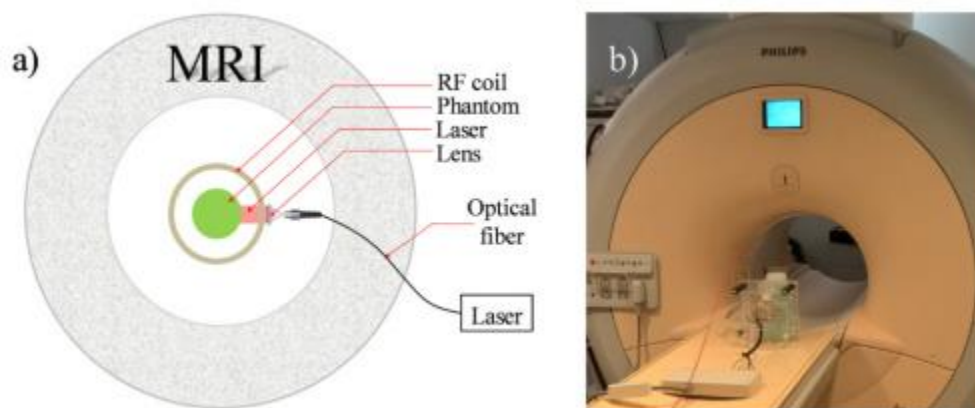 a)
MRI
RF coil
Phantom
Laser
Lens
Optical
fiber
Laser
b)
PHILIPS